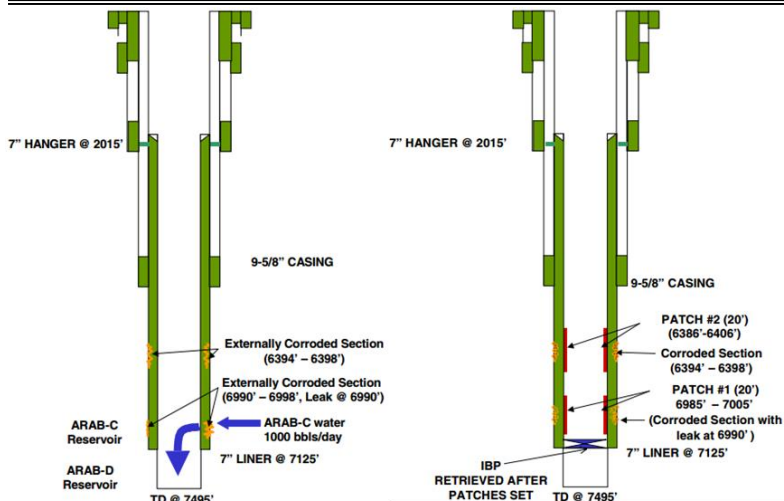 7” HANGER @ 2015’
9-5/8” CASING
Externally Corroded Section
(6394’ – 6398’)
Externally Corroded Section
(6990’ – 6998’, Leak @ 6990’)
ARAB-C
Reservoir
ARAB-C water
1000 bbls/day
7” LINER @ 7125’
ARAB-D
Reservoir
TD @ 7495’
7” HANGER @ 2015’
9-5/8” CASING
PATCH #2 (20’)
(6386’-6406’)
Corroded Section
(6394’ – 6398’)
PATCH #1 (20’)
6985’ – 7005’
(Corroded Section with
leak at 6990’)
7” LINER @ 7125’
IBP
RETRIEVED AFTER
PATCHES SET
TD @ 7495’